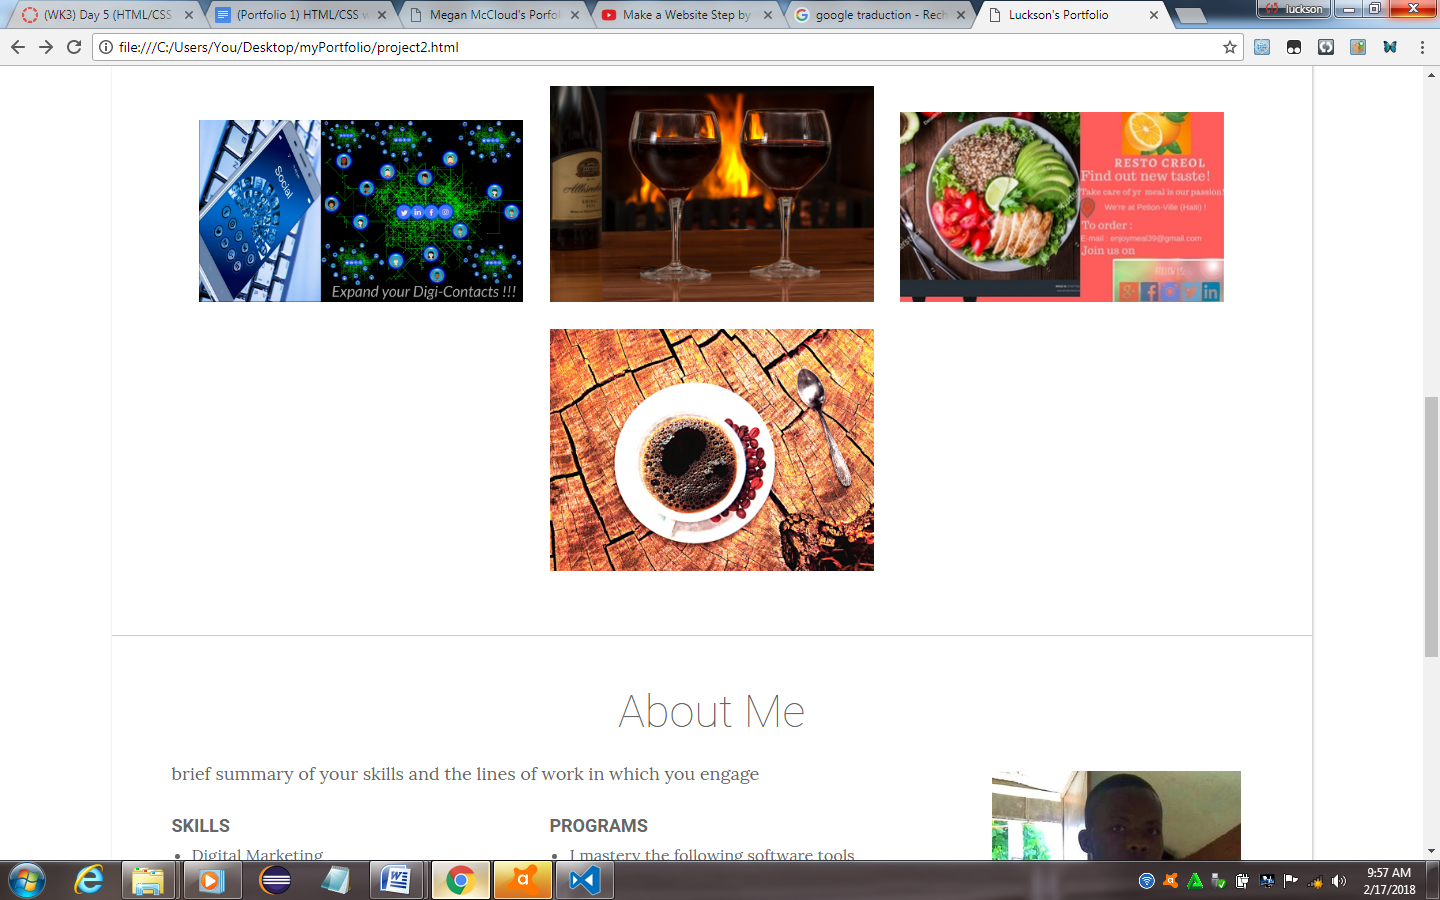 (WK3) Day 5 (HTML/CSS
(Portfolio 1) HTML/CSS w
Megan McCloud's Porfol
Make a Website Step by
google traduction - Rech
Luckson's Portfolio
luckson
file:///C:/Users/You/Desktop/myPortfolio/project2.html
Social
Expand your Digi-Contacts !!!
RESTO CREOL
Find out new taste!
Take care of yr meal is our passion!
We're at Petion-Ville (Haiti) !
To order :
E-mail : enjoymeal39@gmail.com
Join us on
FOLLOW US
About Me
brief summary of your skills and the lines of work in which you engage
SKILLS
PROGRAMS
Digital Marketing
I mastery the following software tools
9:57 AM
2/17/2018